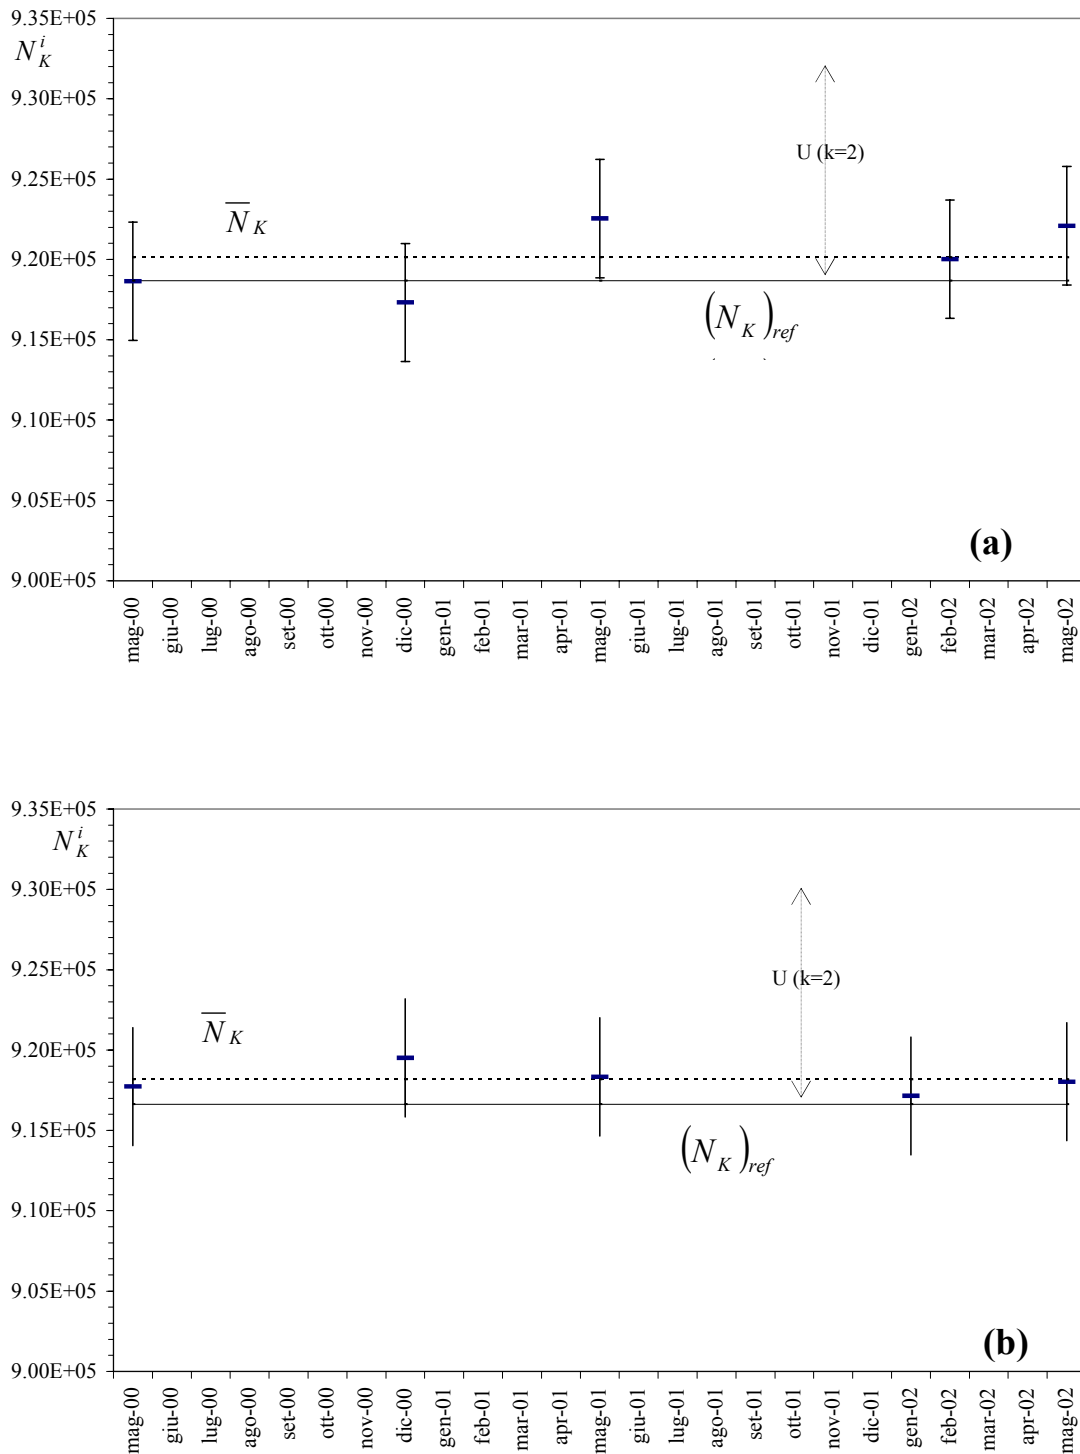 9.35E+05
N_K^i
9.30E+05
U (k=2)
9.25E+05
N̅_K
9.20E+05
(N_K)_ref
9.15E+05
9.10E+05
9.05E+05
(a)
9.00E+05
mag-00 giu-00 lug-00 ago-00 set-00 ott-00 nov-00 dic-00 gen-01 feb-01 mar-01 apr-01 mag-01 giu-01 lug-01 ago-01 set-01 ott-01 nov-01 dic-01 gen-02 feb-02 mar-02 apr-02 mag-02
9.35E+05
N_K^i
9.30E+05
9.25E+05
U (k=2)
N̅_K
9.20E+05
9.15E+05
(N_K)_ref
9.10E+05
9.05E+05
(b)
9.00E+05
mag-00 giu-00 lug-00 ago-00 set-00 ott-00 nov-00 dic-00 gen-01 feb-01 mar-01 apr-01 mag-01 giu-01 lug-01 ago-01 set-01 ott-01 nov-01 dic-01 gen-02 feb-02 mar-02 apr-02 mag-02